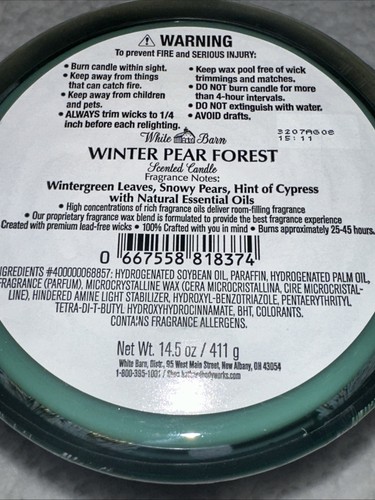 ⚠ WARNING
To prevent FIRE and SERIOUS INJURY:
• Burn candle within sight.
• Keep away from things
that can catch fire.
• Keep away from children
and pets.
• ALWAYS trim wicks to 1/4
inch before each relighting.
• Keep wax pool free of wick
trimmings and matches.
• DO NOT burn candle for more
than 4-hour intervals.
• DO NOT extinguish with water.
• AVOID drafts.
3207AG06
15:11
White Barn
WINTER PEAR FOREST
Scented Candle
Fragrance Notes:
Wintergreen Leaves, Snowy Pears, Hint of Cypress
with Natural Essential Oils
• High concentrations of rich fragrance oils deliver room-filling fragrance
• Our proprietary fragrance wax blend is formulated to provide the best fragrance experience
Created with premium lead-free wicks • 100% Crafted with you in mind • Burns approximately 25-45 hours.
0 667558 818374
INGREDIENTS #400000068857: HYDROGENATED SOYBEAN OIL, PARAFFIN, HYDROGENATED PALM OIL,
FRAGRANCE (PARFUM), MICROCRYSTALLINE WAX (CERA MICROCRISTALLINA, CIRE MICROCRISTAL-
LINE), HINDERED AMINE LIGHT STABILIZER, HYDROXYL-BENZOTRIAZOLE, PENTAERYTHRITYL
TETRA-DI-T-BUTYL HYDROXYHYDROCINNAMATE, BHT, COLORANTS.
CONTAINS FRAGRANCE ALLERGENS.
Net Wt. 14.5 oz / 411 g
White Barn, Distr., 95 West Main Street, New Albany, OH 43054